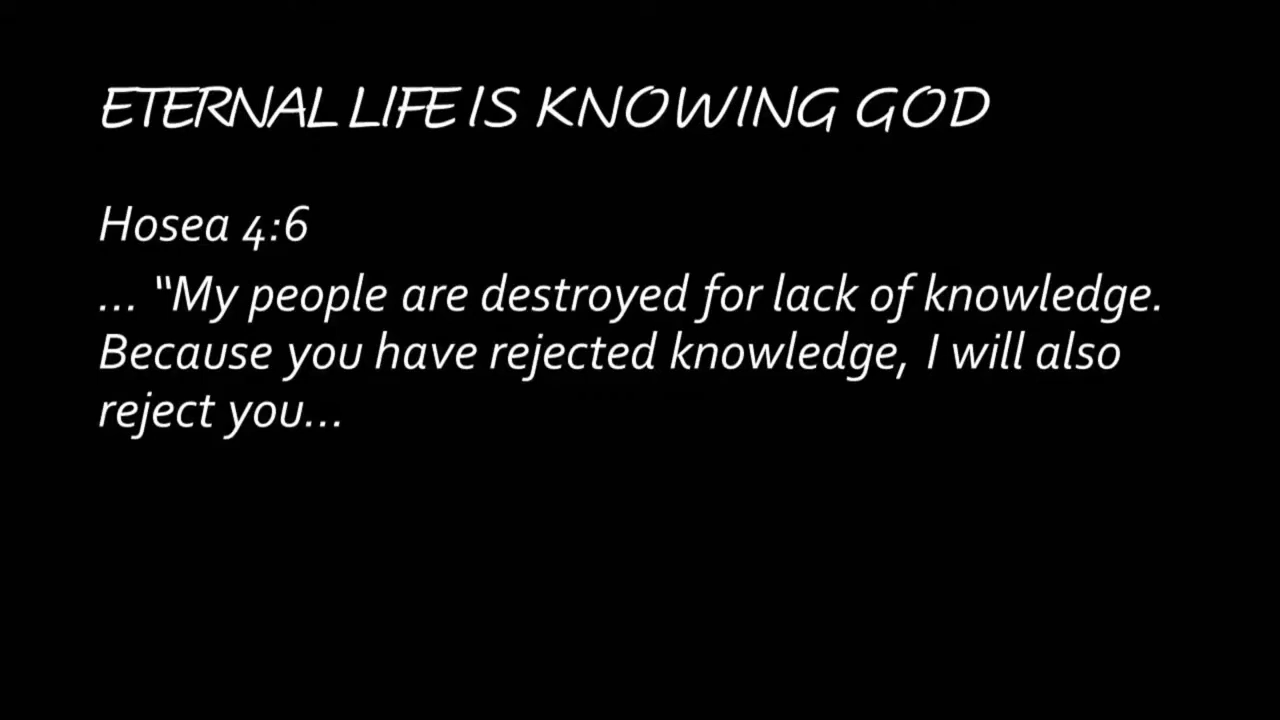 ETERNAL LIFE IS KNOWING GOD
Hosea 4:6
... “My people are destroyed for lack of knowledge.
Because you have rejected knowledge, I will also
reject you...